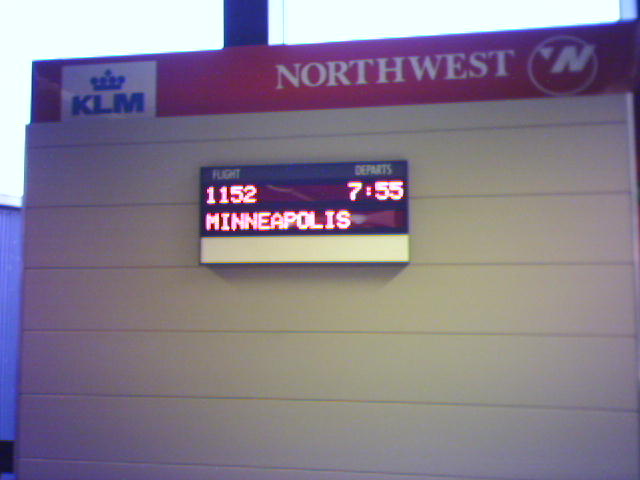 KLM
NORTHWEST
FLIGHT DEPARTS
1152 7:55
MINNEAPOLIS